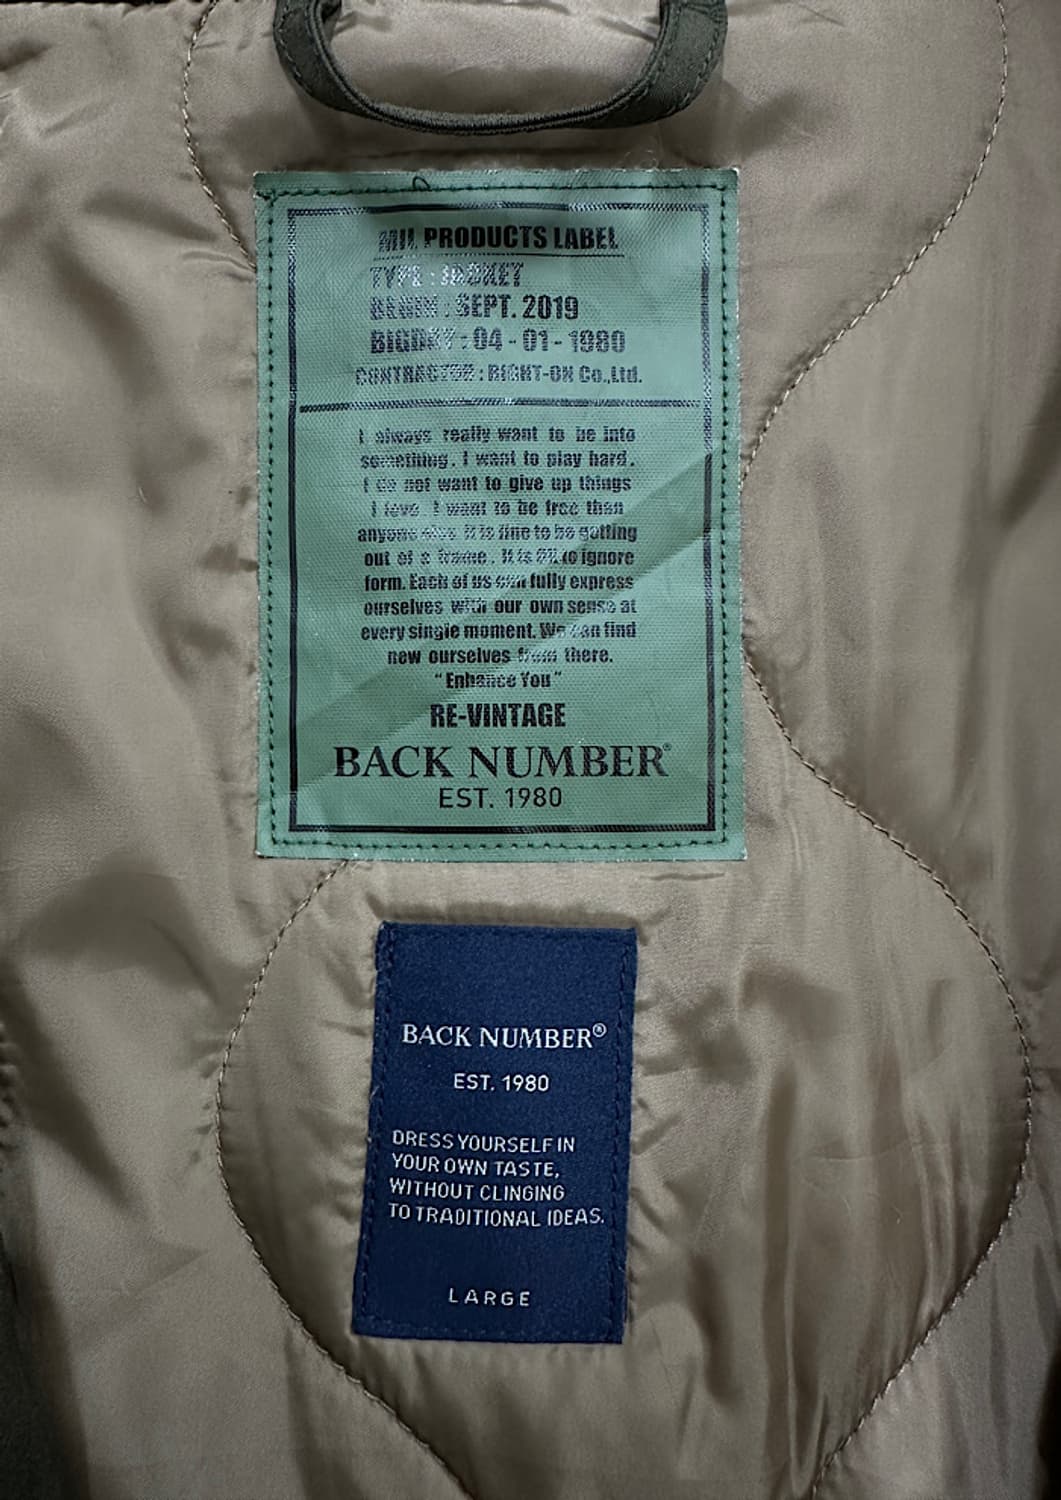 MIL PRODUCTS LABEL
TYPE : JACKET
BEGIN : SEPT. 2019
BIGDAY : 04 - 01 - 1980
CONTRACTOR : RIGHT-ON Co.,Ltd.
I always really want to be into
something. I want to play hard.
I do not want to give up things
I love. I want to be free than
anyone else. It is fine to be getting
out of a frame. It is OK to ignore
form. Each of us can fully express
ourselves with our own sense at
every single moment. We can find
new ourselves from there.
"Enhance You"
RE-VINTAGE
BACK NUMBER®
EST. 1980
BACK NUMBER®
EST. 1980
DRESS YOURSELF IN
YOUR OWN TASTE,
WITHOUT CLINGING
TO TRADITIONAL IDEAS.
LARGE